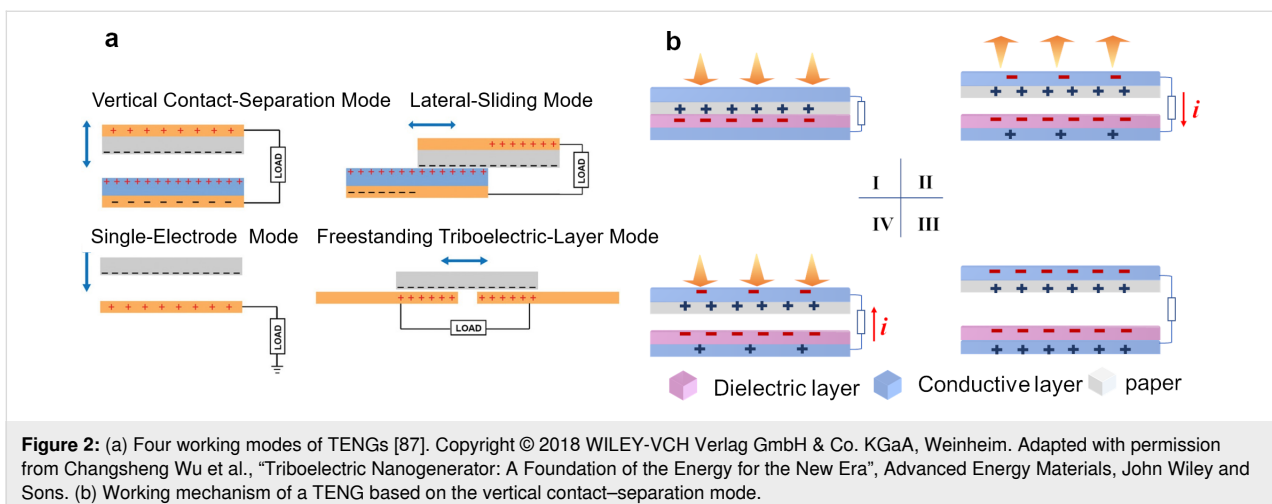 a
Vertical Contact-Separation Mode
Lateral-Sliding Mode
LOAD
LOAD
Single-Electrode Mode
Freestanding Triboelectric-Layer Mode
LOAD
LOAD
b
i
I II
IV III
i
Dielectric layer Conductive layer paper
Figure 2: (a) Four working modes of TENGs [87]. Copyright © 2018 WILEY-VCH Verlag GmbH & Co. KGaA, Weinheim. Adapted with permission
from Changsheng Wu et al., “Triboelectric Nanogenerator: A Foundation of the Energy for the New Era”, Advanced Energy Materials, John Wiley and
Sons. (b) Working mechanism of a TENG based on the vertical contact–separation mode.